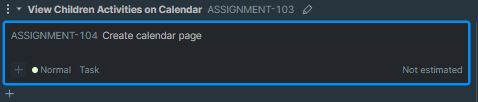 View Children Activities on Calendar ASSIGNMENT-103
ASSIGNMENT-104 Create calendar page
Normal Task Not estimated